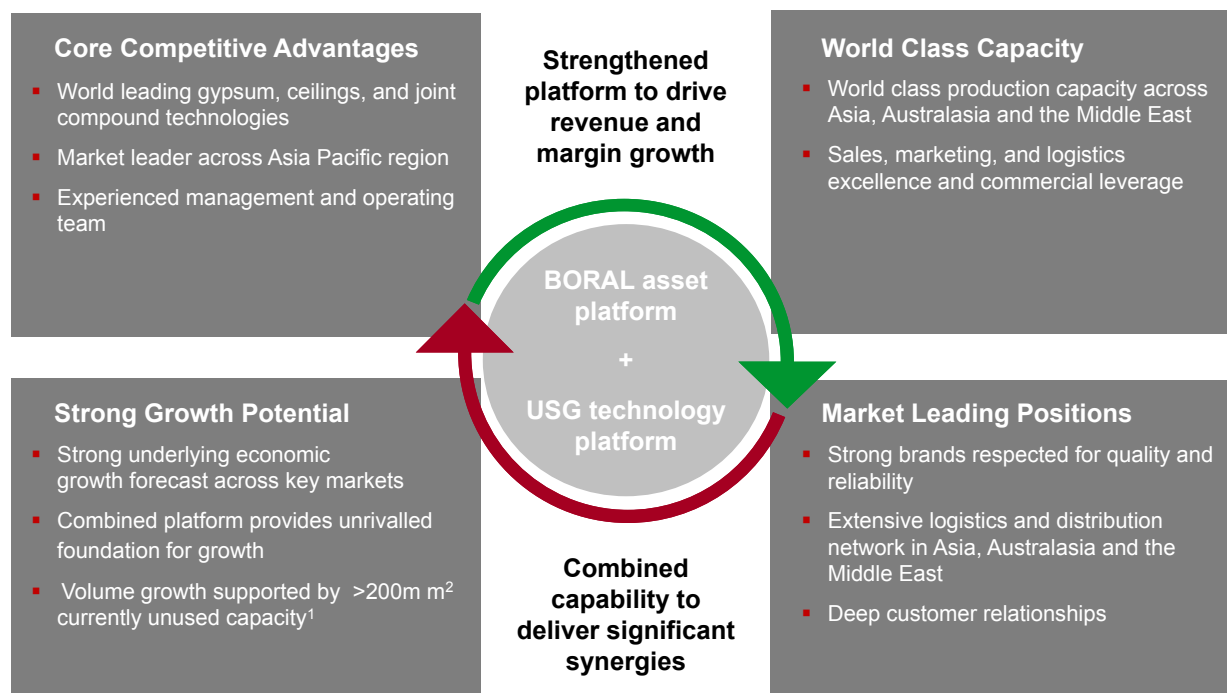 Core Competitive Advantages
▪ World leading gypsum, ceilings, and joint
compound technologies
▪ Market leader across Asia Pacific region
▪ Experienced management and operating
team
Strengthened
platform to drive
revenue and
margin growth
World Class Capacity
▪ World class production capacity across
Asia, Australasia and the Middle East
▪ Sales, marketing, and logistics
excellence and commercial leverage
BORAL asset
platform
+
USG technology
platform
Strong Growth Potential
▪ Strong underlying economic
growth forecast across key markets
▪ Combined platform provides unrivalled
foundation for growth
▪ Volume growth supported by >200m m²
currently unused capacity¹
Combined
capability to
deliver significant
synergies
Market Leading Positions
▪ Strong brands respected for quality and
reliability
▪ Extensive logistics and distribution
network in Asia, Australasia and the
Middle East
▪ Deep customer relationships